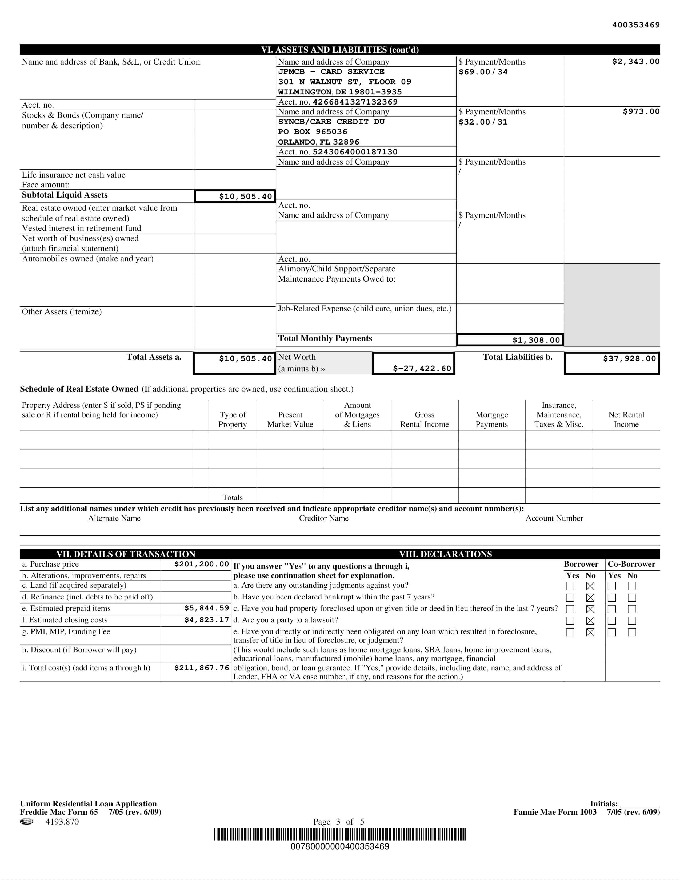 400353469
VI. ASSETS AND LIABILITIES (cont'd)
Name and address of Bank, S&L, or Credit Union
Name and address of Company
$ Payment/Months
$2,343.00
JPMCB - CARD SERVICE
$69.00/34
301 N WALNUT ST, FLOOR 09
WILMINGTON, DE 19801-3935
Acct. no.
Acct. no. 4266841327132369
Stocks & Bonds (Company name/
number & description)
Name and address of Company
$ Payment/Months
$973.00
SYNCB/CARE CREDIT DU
$32.00/31
PO BOX 965036
ORLANDO, FL 32896
Acct. no. 5243064000187130
Name and address of Company
$ Payment/Months
/
Life insurance net cash value
Face amount:
Subtotal Liquid Assets
$10,505.40
Real estate owned (enter market value from
schedule of real estate owned)
Acct. no.
Name and address of Company
$ Payment/Months
/
Vested interest in retirement fund
Net worth of business(es) owned
(attach financial statement)
Automobiles owned (make and year)
Acct. no.
Alimony/Child Support/Separate
Maintenance Payments Owed to:
Other Assets (itemize)
Job-Related Expense (child care, union dues, etc.)
Total Monthly Payments
$1,308.00
Total Assets a.
$10,505.40
Net Worth
(a minus b) »
$-27,422.60
Total Liabilities b.
$37,928.00
Schedule of Real Estate Owned (If additional properties are owned, use continuation sheet.)
Property Address (enter S if sold, PS if pending
sale or R if rental being held for income)
Type of
Property
Present
Market Value
Amount
of Mortgages
& Liens
Gross
Rental Income
Mortgage
Payments
Insurance,
Maintenance,
Taxes & Misc.
Net Rental
Income
Totals
List any additional names under which credit has previously been received and indicate appropriate creditor name(s) and account number(s):
Alternate Name
Creditor Name
Account Number
VII. DETAILS OF TRANSACTION
VIII. DECLARATIONS
a. Purchase price
$201,200.00
If you answer "Yes" to any questions a through i,
Borrower
Co-Borrower
b. Alterations, improvements, repairs
please use continuation sheet for explanation.
Yes No
Yes No
c. Land (if acquired separately)
a. Are there any outstanding judgments against you?
d. Refinance (incl. debts to be paid off)
b. Have you been declared bankrupt within the past 7 years?
e. Estimated prepaid items
$5,844.59
c. Have you had property foreclosed upon or given title or deed in lieu thereof in the last 7 years?
f. Estimated closing costs
$4,823.17
d. Are you a party to a lawsuit?
g. PMI, MIP, Funding Fee
e. Have you directly or indirectly been obligated on any loan which resulted in foreclosure,
transfer of title in lieu of foreclosure, or judgment?
h. Discount (if Borrower will pay)
(This would include such loans as home mortgage loans, SBA loans, home improvement loans,
educational loans, manufactured (mobile) home loans, any mortgage, financial
i. Total cost(s) (add items a through h)
$211,867.76
obligation, bond, or loan guarantee. If "Yes," provide details, including date, name, and address of
Lender, FHA or VA case number, if any, and reasons for the action.)
Uniform Residential Loan Application
Initials:
Freddie Mac Form 65 7/05 (rev. 6/09)
Fannie Mae Form 1003 7/05 (rev. 6/09)
4193.870
Page 3 of 5
00780000000400353469